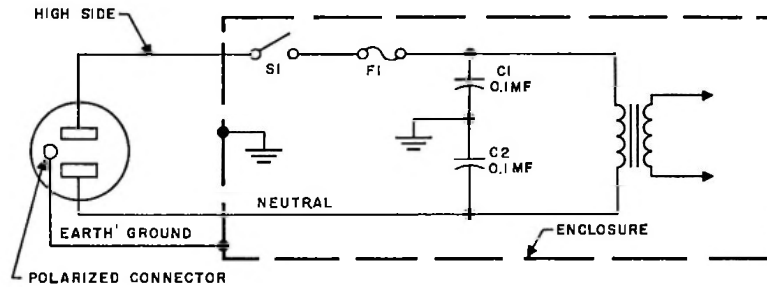 HIGH SIDE
S1
F1
C1
0.1MF
C2
0.1MF
NEUTRAL
EARTH' GROUND
ENCLOSURE
POLARIZED CONNECTOR